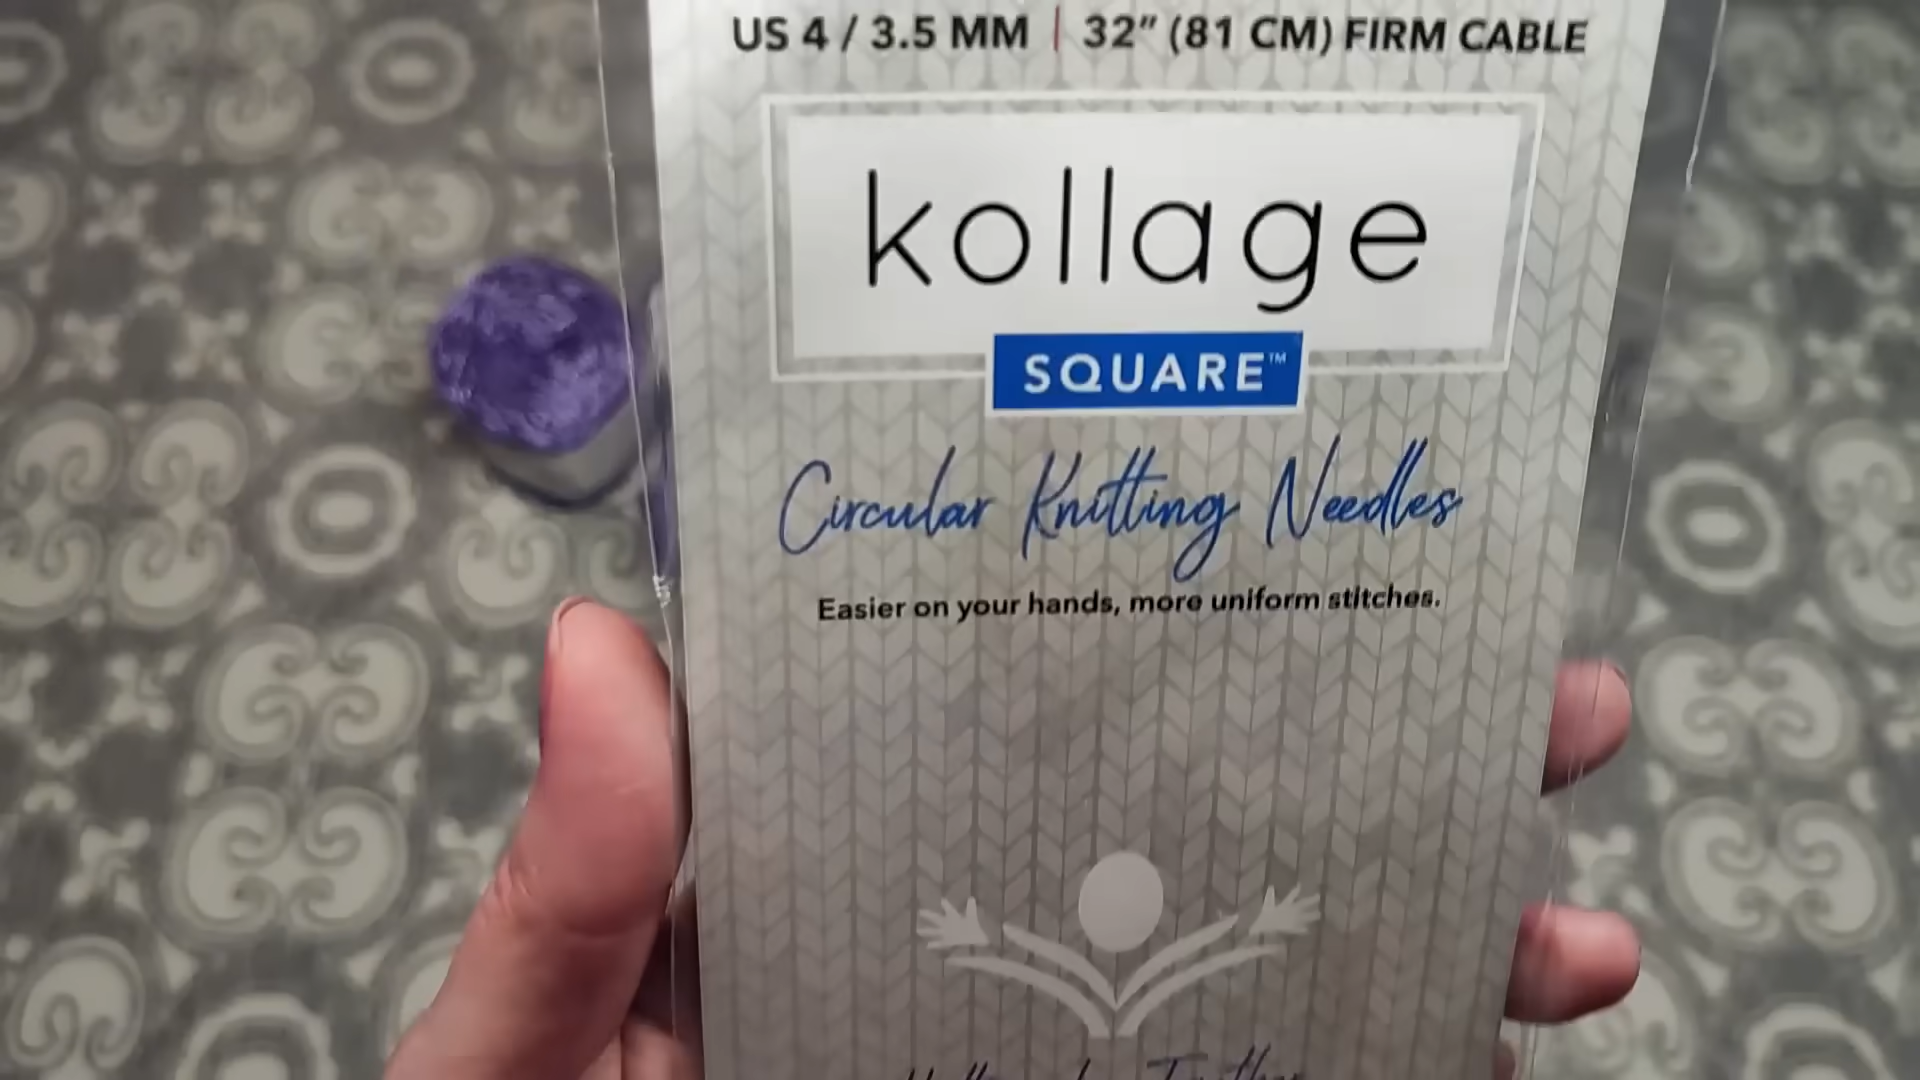 US 4 / 3.5 MM | 32" (81 CM) FIRM CABLE
kollage
SQUARE™
Circular Knitting Needles
Easier on your hands, more uniform stitches.